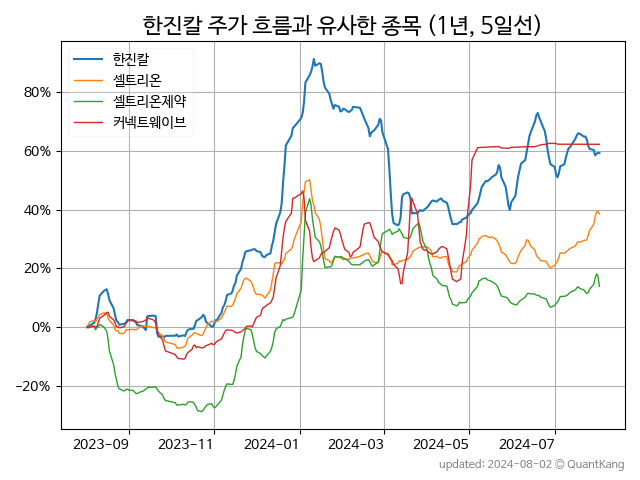 한진칼 주가 흐름과 유사한 종목 (1년, 5일선)
한진칼
셀트리온
셀트리온제약
커넥트웨이브
80%
60%
40%
20%
0%
−20%
2023-09 2023-11 2024-01 2024-03 2024-05 2024-07
updated: 2024-08-02 © QuantKang